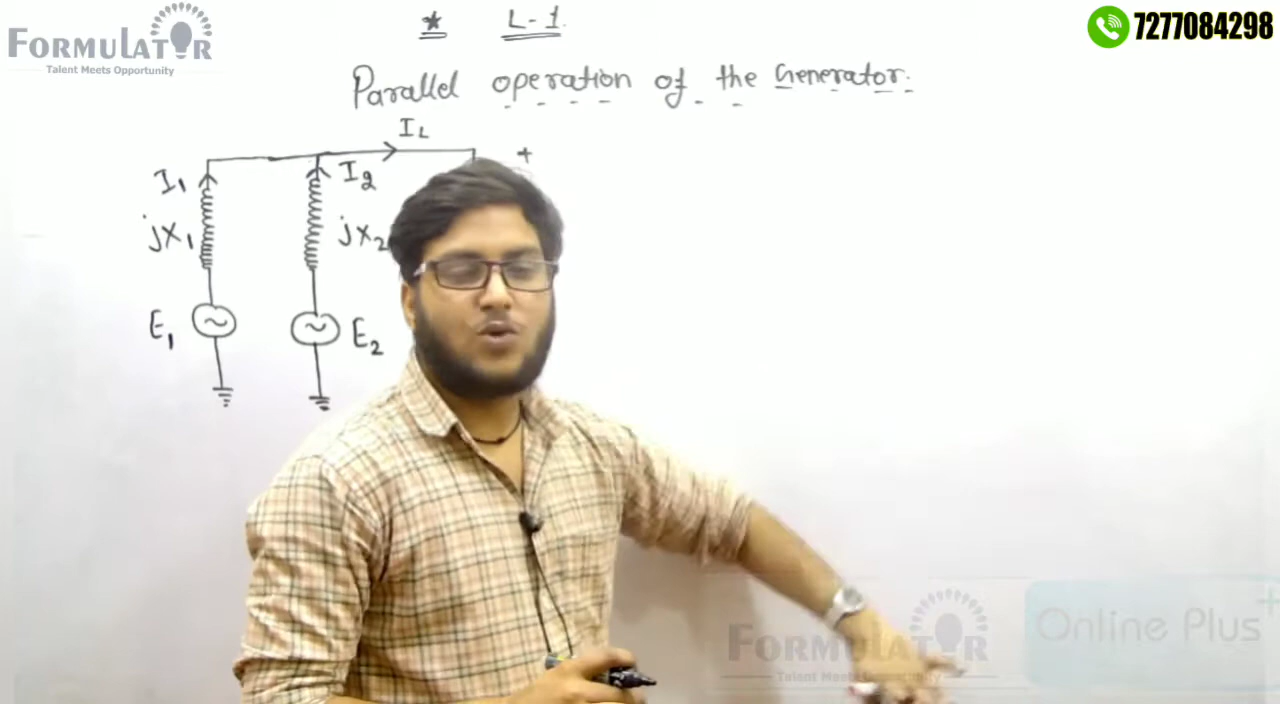 FORMULATOR
Talent Meets Opportunity
7277084298
* L-1.
Parallel operation of the Generator.
IL
+
I1
I2
jX1
jX2
E1
E2
FORMULATOR
Talent Meets Opportunity
Online Plus+